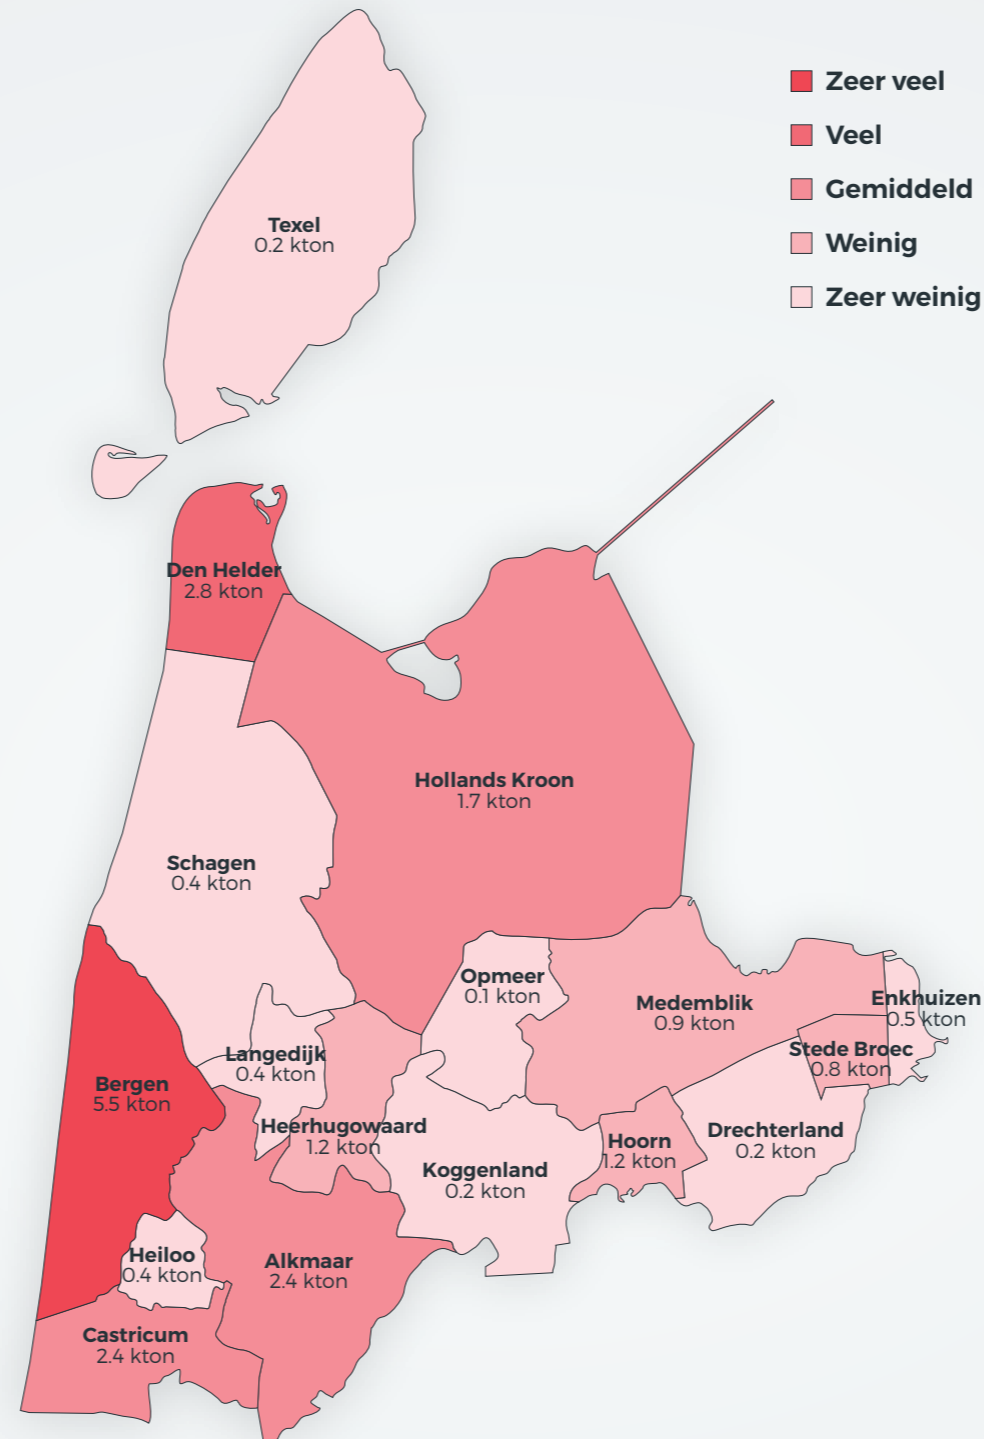 Zeer veel
Veel
Gemiddeld
Weinig
Zeer weinig
Texel
0.2 kton
Den Helder
2.8 kton
Hollands Kroon
1.7 kton
Schagen
0.4 kton
Opmeer
0.1 kton
Medemblik
0.9 kton
Enkhuizen
0.5 kton
Stede Broec
0.8 kton
Langedijk
0.4 kton
Bergen
5.5 kton
Heerhugowaard
1.2 kton
Hoorn
1.2 kton
Drechterland
0.2 kton
Koggenland
0.2 kton
Heiloo
0.4 kton
Alkmaar
2.4 kton
Castricum
2.4 kton